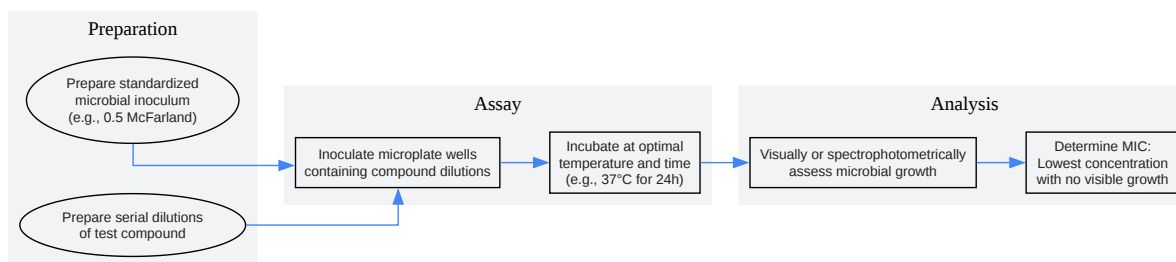 Preparation
Prepare standardized
microbial inoculum
(e.g., 0.5 McFarland)
Prepare serial dilutions
of test compound
Assay
Inoculate microplate wells
containing compound dilutions
Incubate at optimal
temperature and time
(e.g., 37°C for 24h)
Analysis
Visually or spectrophotometrically
assess microbial growth
Determine MIC:
Lowest concentration
with no visible growth